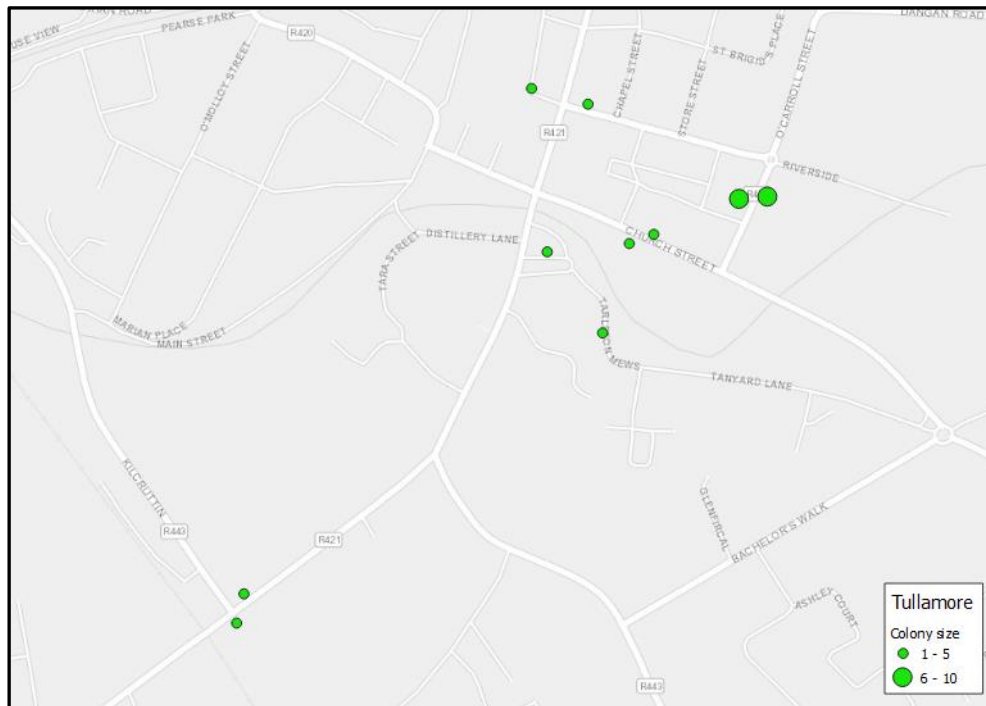 DANGAN ROAD
PEARSE PARK
R420
O'MOLLOY STREET
ST BRIGID'S PLACE
CHAPEL STREET
STORE STREET
O'CARROLL STREET
R421
RIVERSIDE
DISTILLERY LANE
CHURCH STREET
TARA STREET
MARIAN PLACE
MAIN STREET
MEWS
TANYARD LANE
KILCRUTTIN
R443
R421
GLENFIRCAL
BACHELOR'S WALK
ASHLEY COURT
R443
Tullamore
Colony size
1 - 5
6 - 10